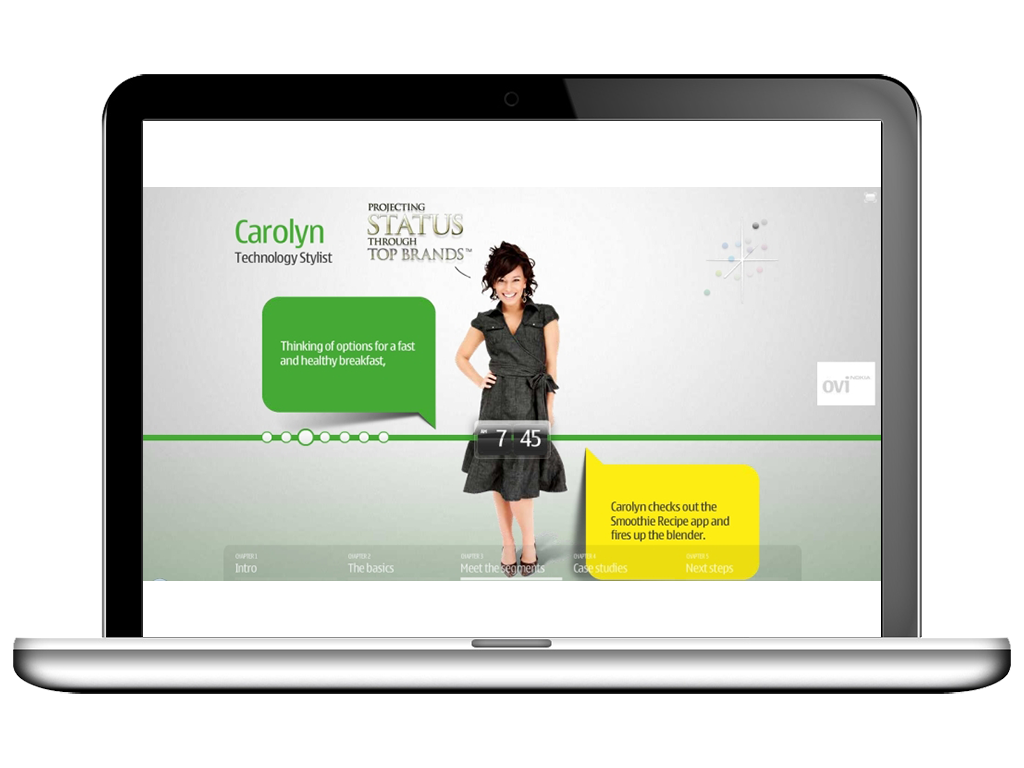 Carolyn
Technology Stylist
PROJECTING
STATUS
THROUGH
TOP BRANDS™
Thinking of options for a fast
and healthy breakfast,
ovi NOKIA
AM 7 45
Carolyn checks out the
Smoothie Recipe app and
fires up the blender.
CHAPTER 1
Intro
CHAPTER 2
The basics
CHAPTER 3
Meet the segments
CHAPTER 4
Case studies
CHAPTER 5
Next steps